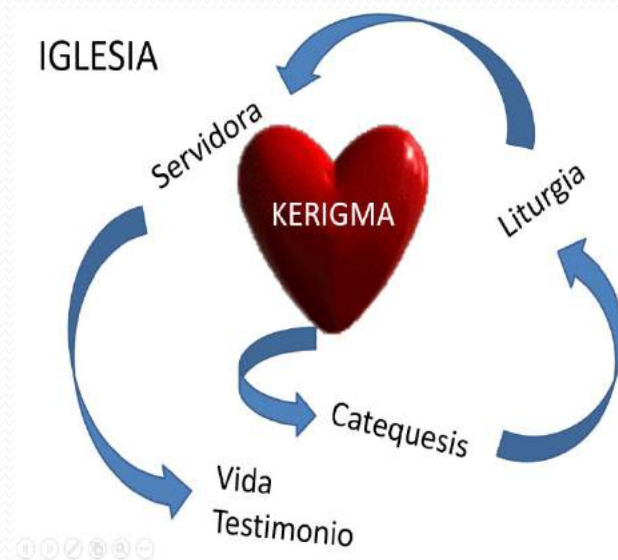 IGLESIA
Servidora
KERIGMA
Liturgia
Catequesis
Vida
Testimonio